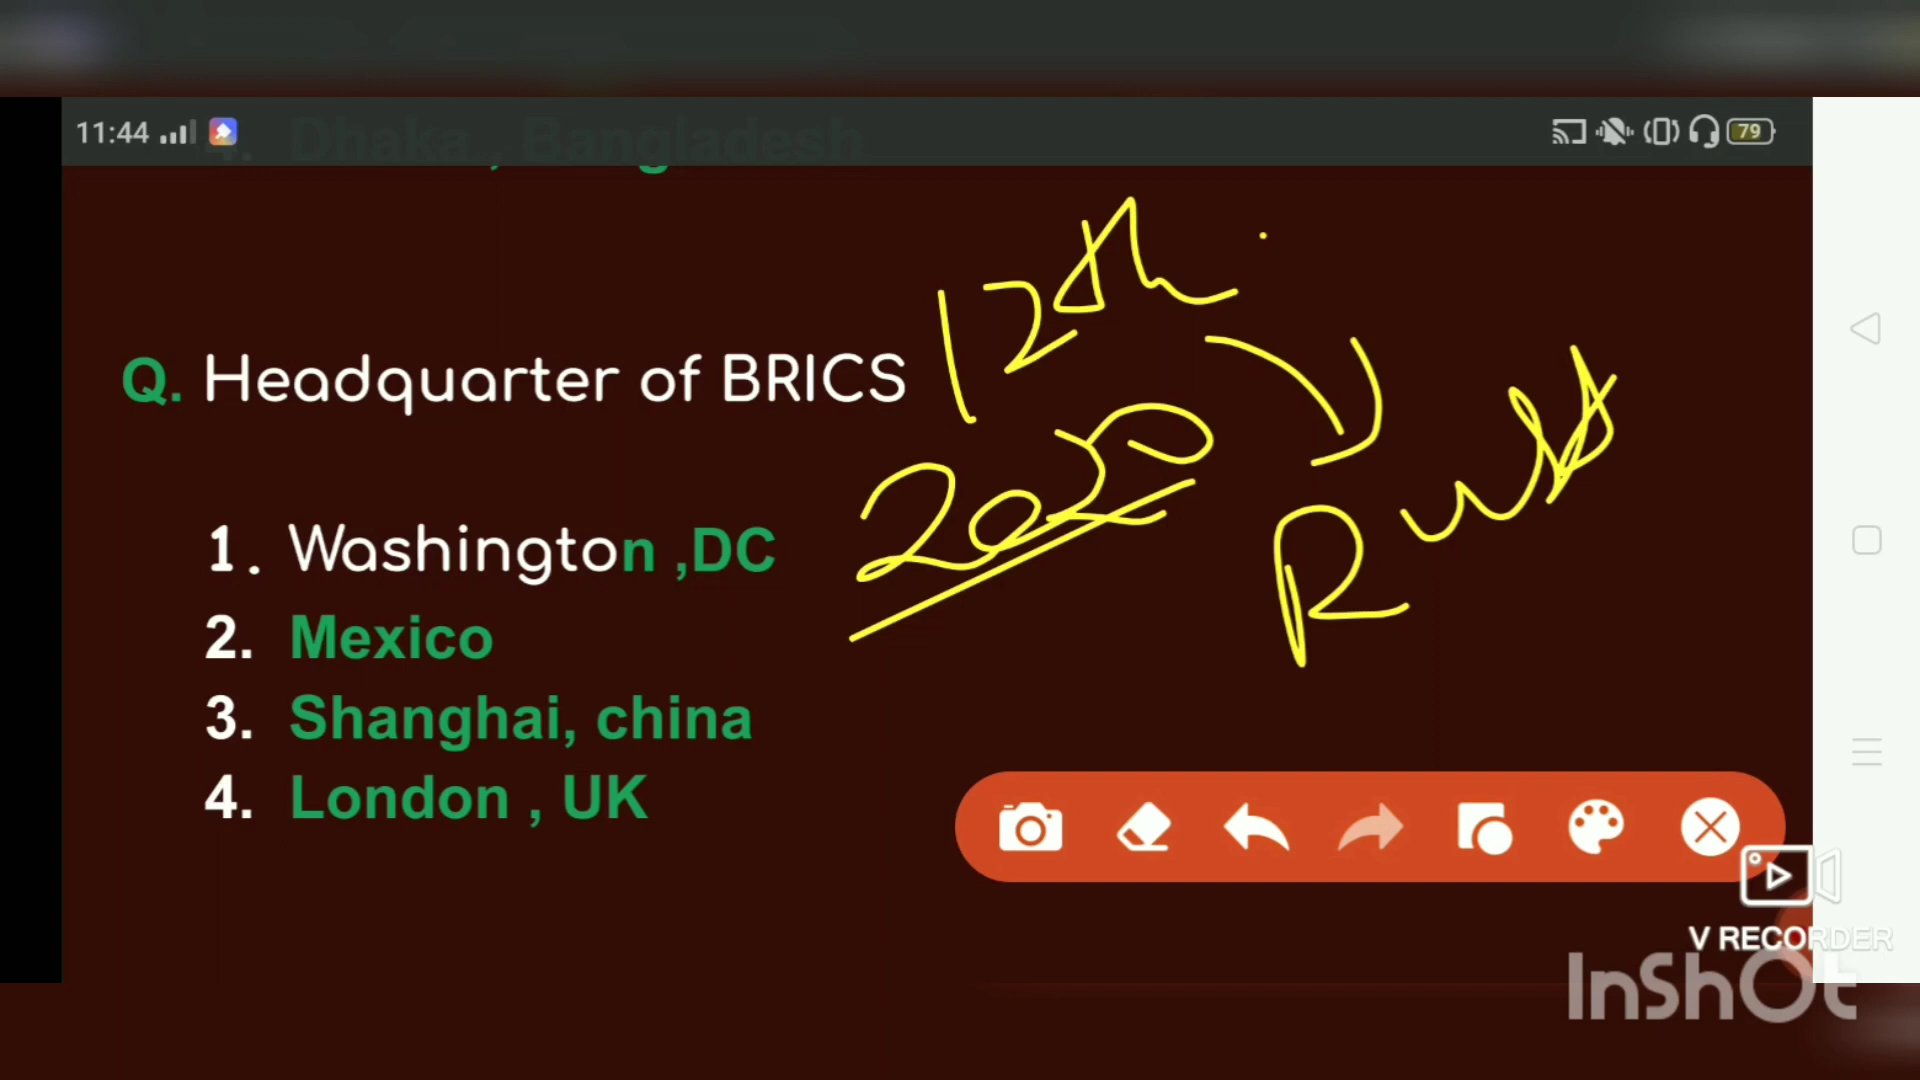 11:44
79
4. Dhaka , Bangladesh
12th
Q. Headquarter of BRICS
2020
1. Washington ,DC
2. Mexico
3. Shanghai, china
4. London , UK
V RECORDER
InShOt